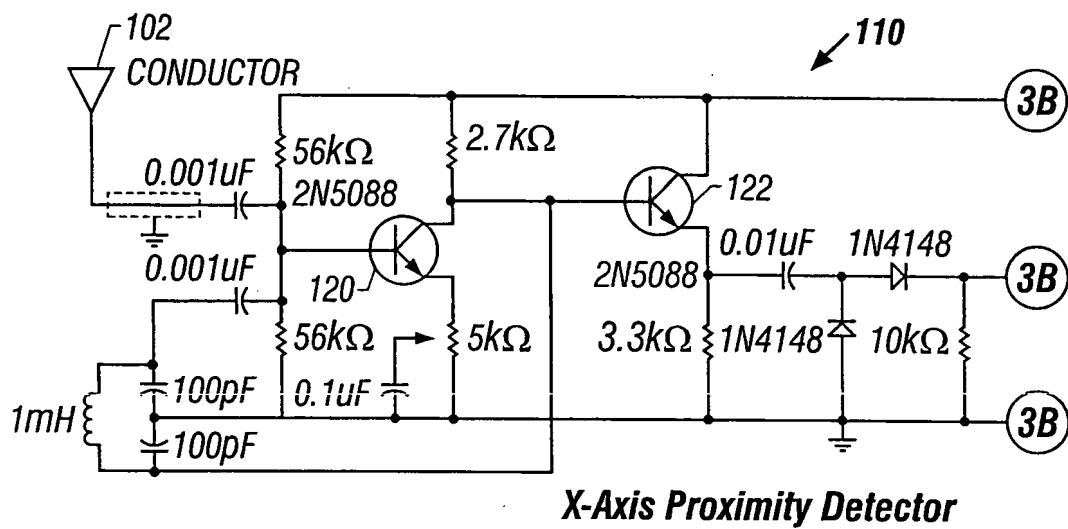 102
CONDUCTOR
110
3B
56kΩ
2.7kΩ
0.001uF
2N5088
122
0.001uF
120
0.01uF
1N4148
2N5088
3B
56kΩ
5kΩ
3.3kΩ
1N4148
10kΩ
100pF
0.1uF
1mH
100pF
3B
X-Axis Proximity Detector